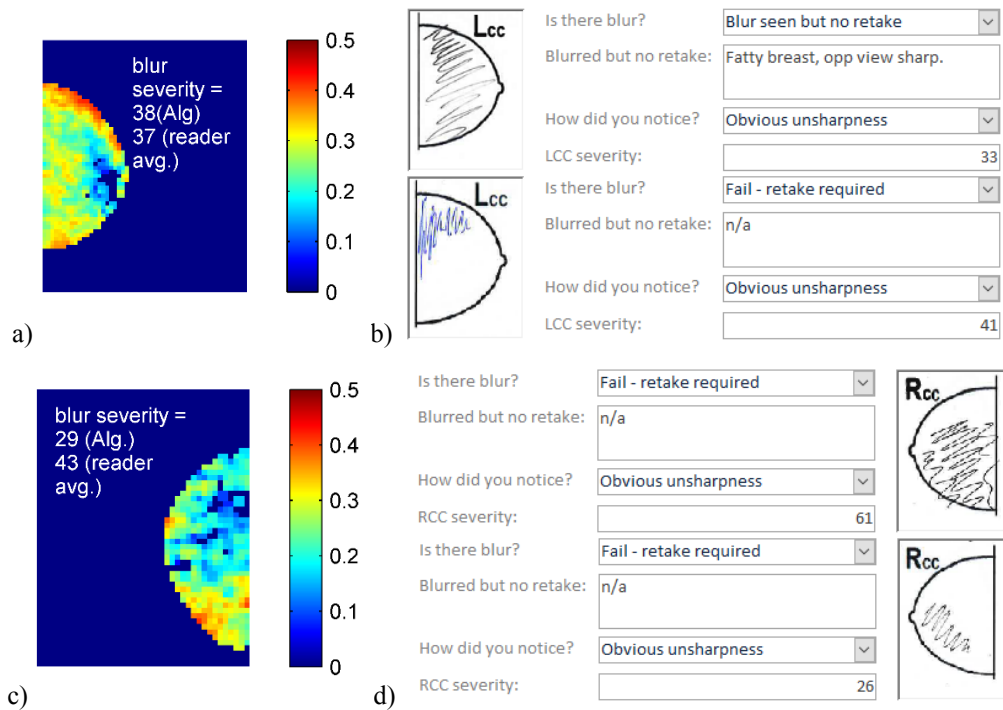 blur
severity =
38(Alg)
37 (reader
avg.)
0.5
0.4
0.3
0.2
0.1
0
a)
Lcc
Is there blur?
Blur seen but no retake
Blurred but no retake:
Fatty breast, opp view sharp.
How did you notice?
Obvious unsharpness
LCC severity:
33
Lcc
Is there blur?
Fail - retake required
Blurred but no retake:
n/a
How did you notice?
Obvious unsharpness
LCC severity:
41
b)
blur severity =
29 (Alg.)
43 (reader
avg.)
0.5
0.4
0.3
0.2
0.1
0
c)
Is there blur?
Fail - retake required
Blurred but no retake:
n/a
How did you notice?
Obvious unsharpness
RCC severity:
61
Rcc
Is there blur?
Fail - retake required
Blurred but no retake:
n/a
How did you notice?
Obvious unsharpness
RCC severity:
26
Rcc
d)